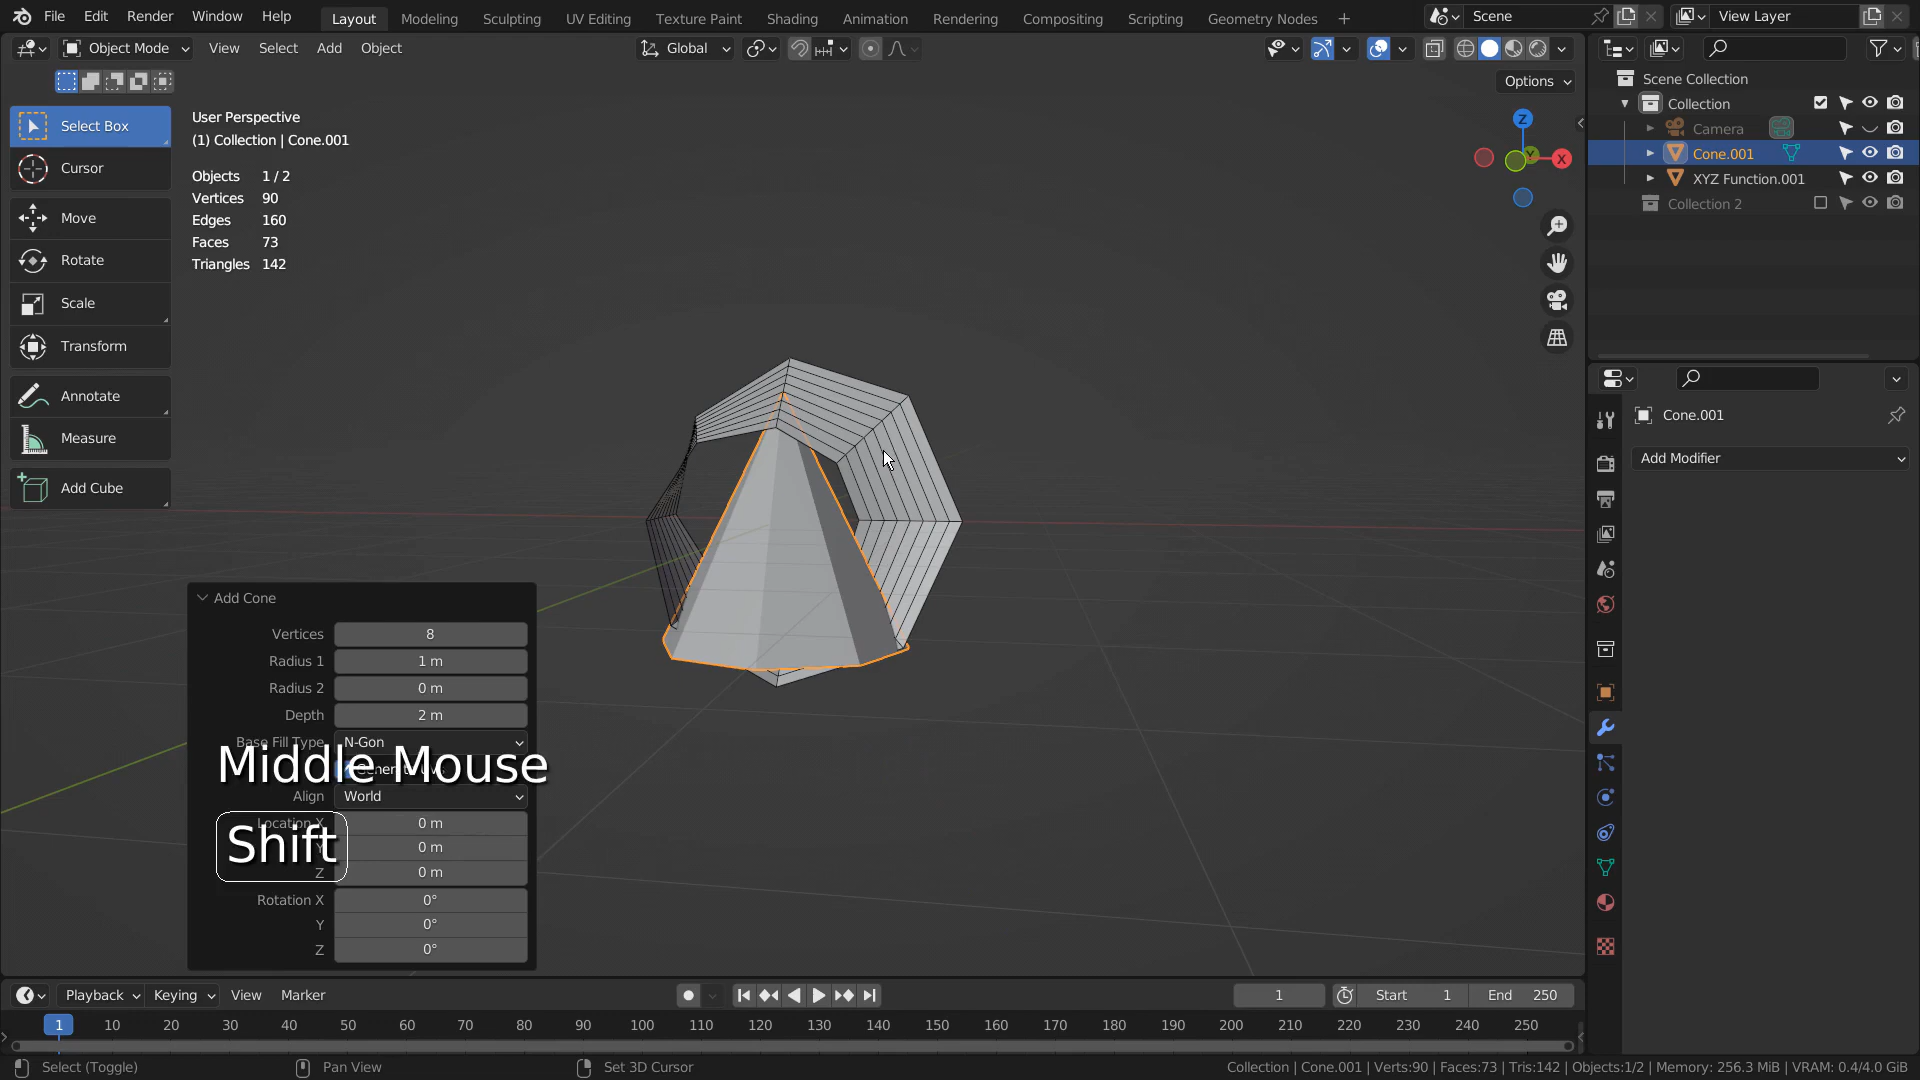 File Edit Render Window Help Layout Modeling Sculpting UV Editing Texture Paint Shading Animation Rendering Compositing Scripting Geometry Nodes + Scene View Layer
Object Mode View Select Add Object Global
Options
Scene Collection
Collection
Camera
Cone.001
XYZ Function.001
Collection 2
Select Box
Cursor
Move
Rotate
Scale
Transform
Annotate
Measure
Add Cube
User Perspective
(1) Collection | Cone.001
Objects 1 / 2
Vertices 90
Edges 160
Faces 73
Triangles 142
Z
Y
X
Cone.001
Add Modifier
Add Cone
Vertices 8
Radius 1 1 m
Radius 2 0 m
Depth 2 m
Base Fill Type N-Gon
Middle Mouse
Align World
Location X 0 m
Shift
Y 0 m
Z 0 m
Rotation X 0°
Y 0°
Z 0°
Playback Keying View Marker 1 Start 1 End 250
1 10 20 30 40 50 60 70 80 90 100 110 120 130 140 150 160 170 180 190 200 210 220 230 240 250
Select (Toggle) Pan View Set 3D Cursor Collection | Cone.001 | Verts:90 | Faces:73 | Tris:142 | Objects:1/2 | Memory: 256.3 MiB | VRAM: 0.4/4.0 GiB